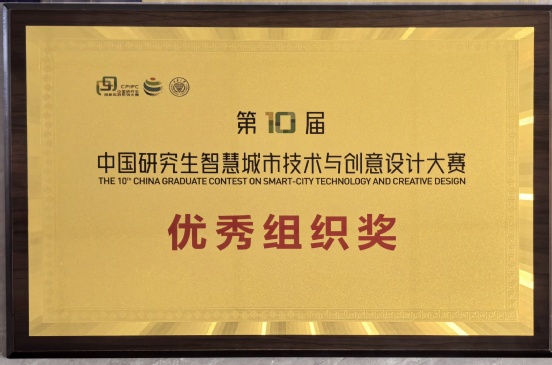 CPIPC
第10届
中国研究生智慧城市技术与创意设计大赛
THE 10TH CHINA GRADUATE CONTEST ON SMART-CITY TECHNOLOGY AND CREATIVE DESIGN
优秀组织奖